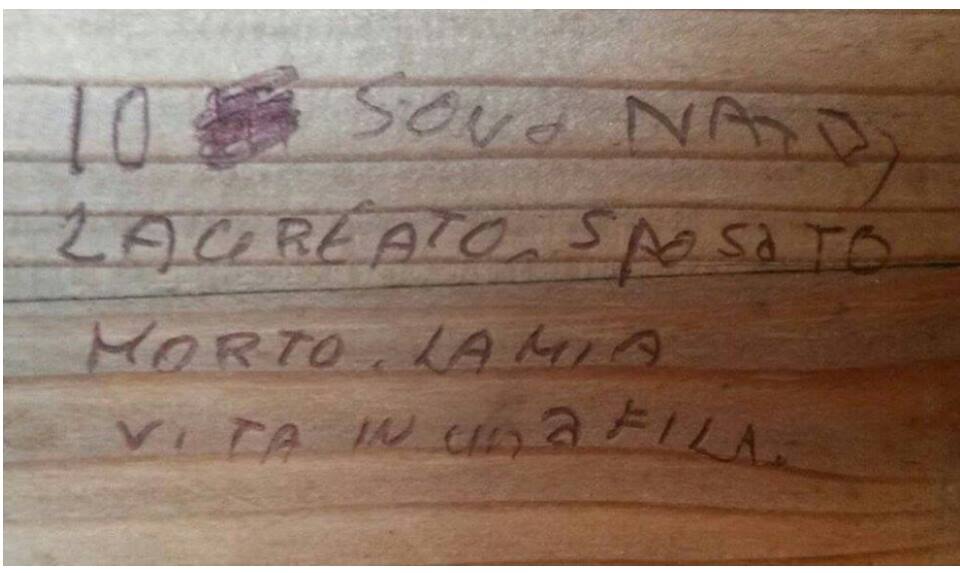 IO SONO NATO,
LAUREATO, SPOSATO
MORTO. LA MIA
VITA IN UNA FILA.